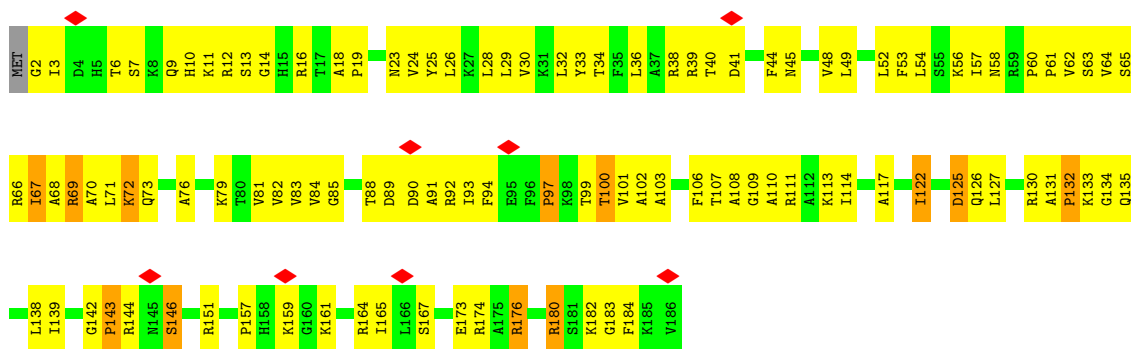 MET G2 I3 D4 H5 T6 S7 K8 Q9 H10 K11 R12 S13 G14 H15 R16 T17 A18 P19 N23 V24 Y25 L26 K27 L28 L29 V30 K31 L32 Y33 T34 F35 L36 A37 R38 R39 T40 D41 F44 N45 V48 L49 L52 F53 L54 S55 K56 I57 N58 R59 P60 P61 V62 S63 V64 S65
R66 I67 A68 R69 A70 L71 K72 Q73 A76 K79 T80 V81 V82 V83 V84 G85 T88 D89 D90 A91 R92 I93 F94 E95 F96 P97 K98 T99 T100 V101 A102 A103 F106 T107 A108 G109 A110 R111 A112 K113 I114 A117 I122 D125 Q126 L127 R130 A131 P132 K133 G134 Q135
L138 I139 G142 P143 R144 N145 S146 R151 P157 H158 K159 G160 K161 R164 I165 L166 S167 E173 R174 A175 R176 R180 S181 K182 G183 F184 K185 V186